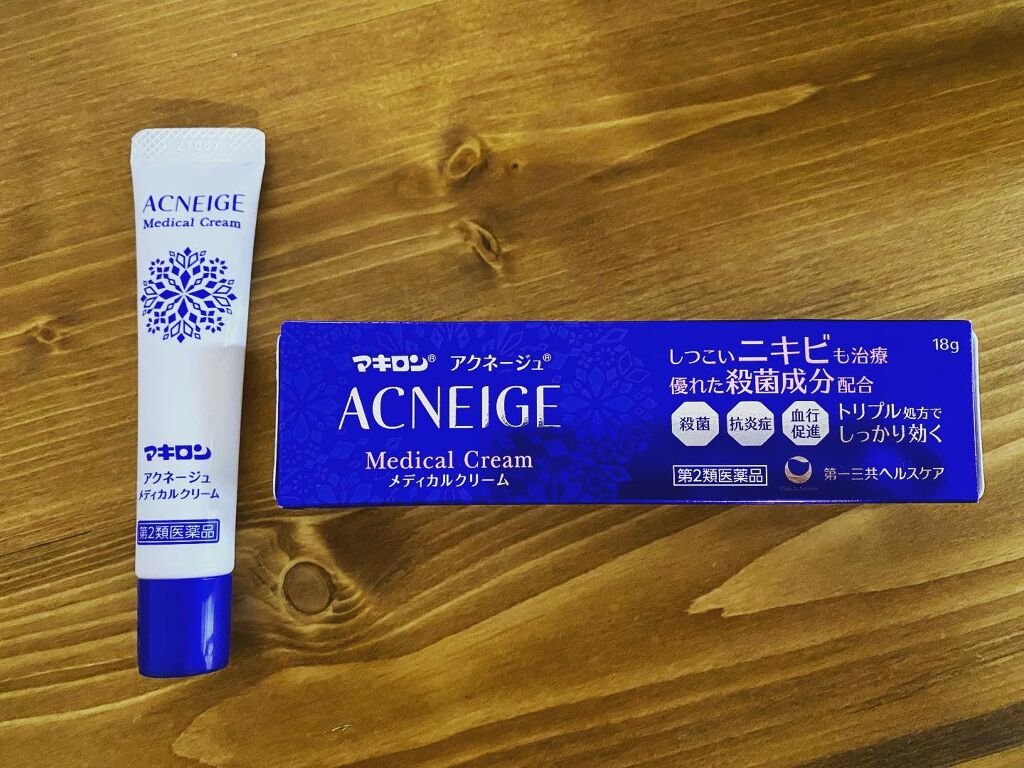 21067
ACNEIGE
Medical Cream
マキロン
アクネージュ
メディカルクリーム
第2類医薬品
マキロン® アクネージュ®
ACNEIGE
Medical Cream
メディカルクリーム
しつこいニキビも治療
優れた殺菌成分配合
殺菌 抗炎症 血行促進
トリプル処方で
しっかり効く
第2類医薬品
第一三共ヘルスケア
18g